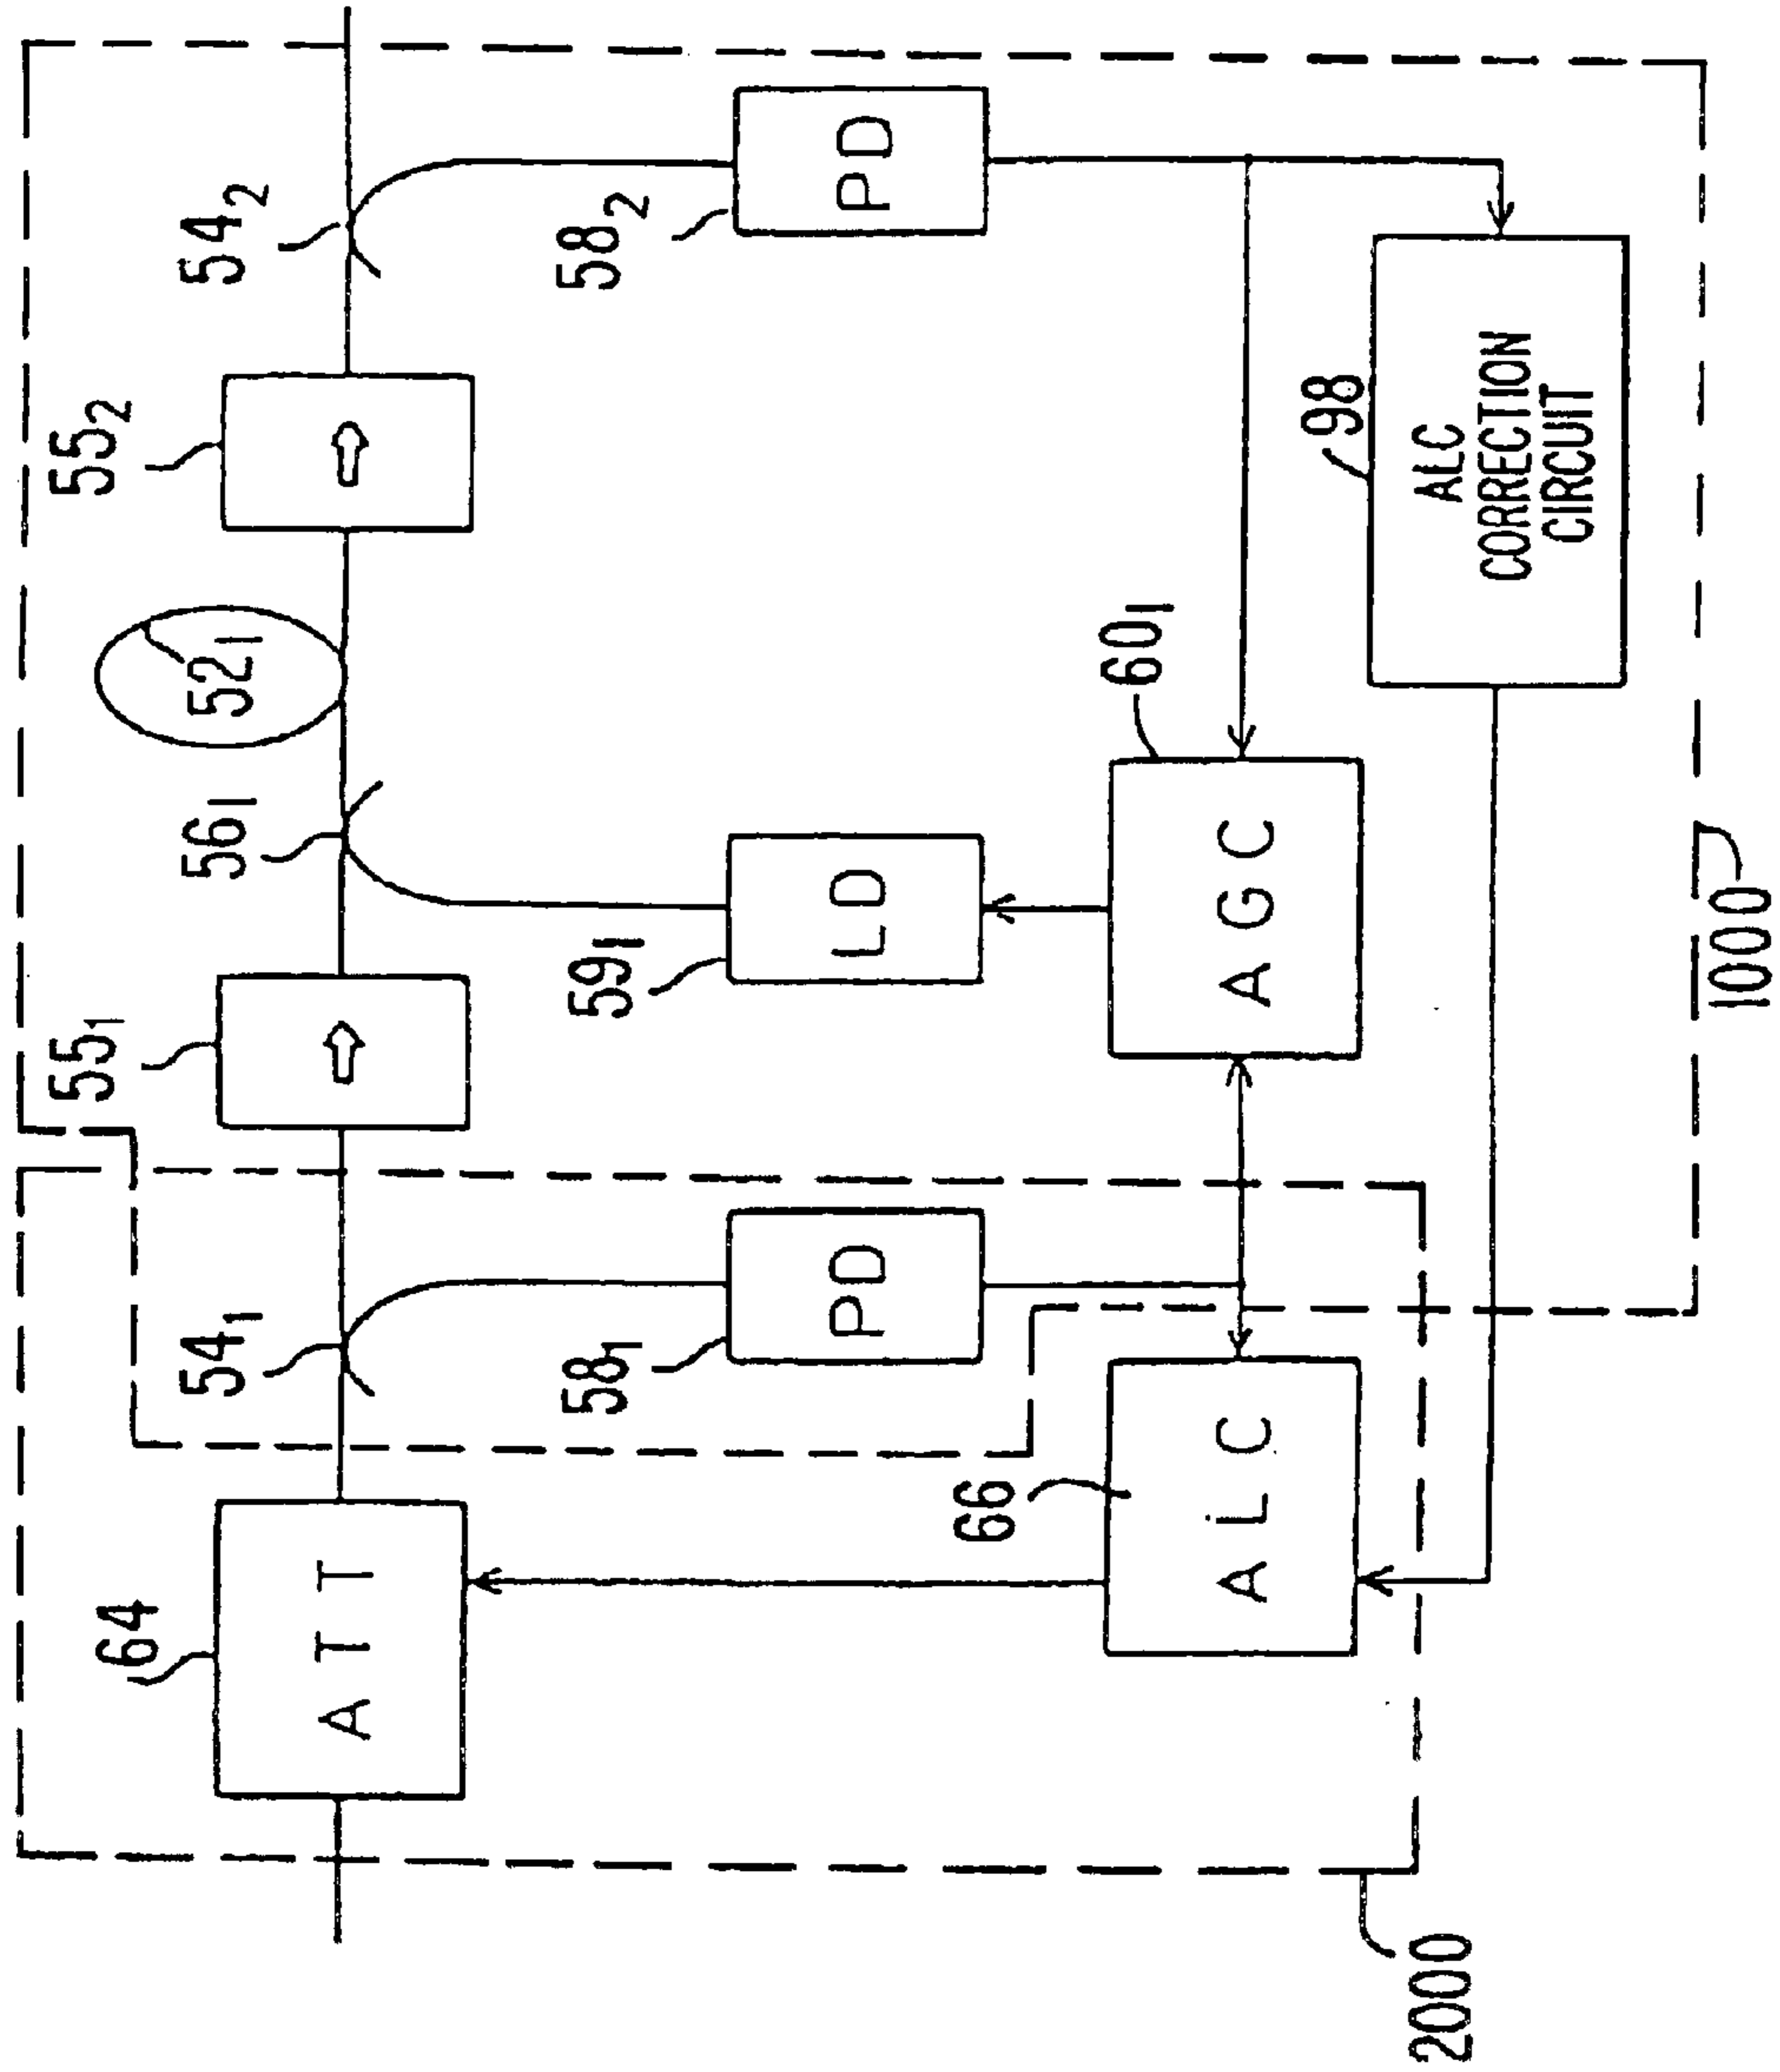 64
ATT
54₁
55₁
56₁
52₁
55₂
54₂
58₁
PD
59₁
LD
58₂
PD
66
ALC
AGC
60₁
98
ALC
CORRECTION
CIRCUIT
2000
1000